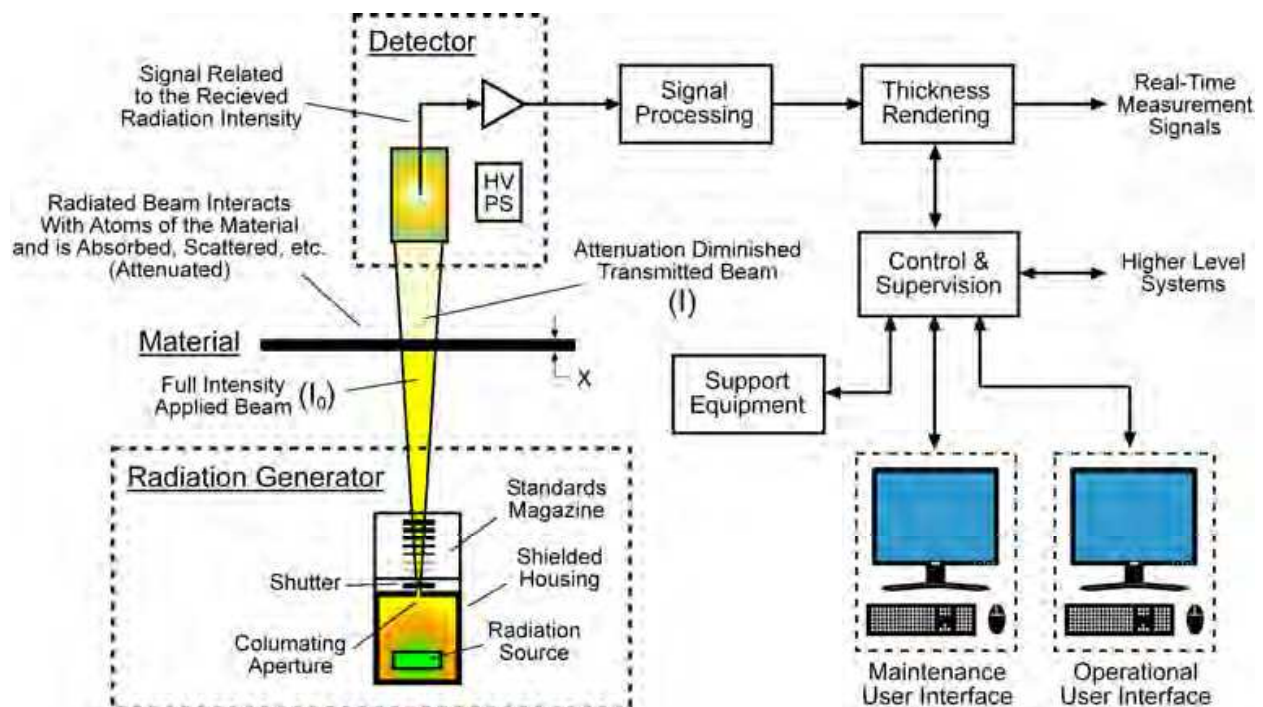 Detector
Signal Related
to the Recieved
Radiation Intensity
HV
PS
Signal
Processing
Thickness
Rendering
Real-Time
Measurement
Signals
Radiated Beam Interacts
With Atoms of the Material
and is Absorbed, Scattered, etc.
(Attenuated)
Attenuation Diminished
Transmitted Beam
(I)
Control &
Supervision
Higher Level
Systems
Material
X
Full Intensity
Applied Beam (I₀)
Support
Equipment
Radiation Generator
Standards
Magazine
Shutter
Shielded
Housing
Columating
Aperture
Radiation
Source
Maintenance
User Interface
Operational
User Interface